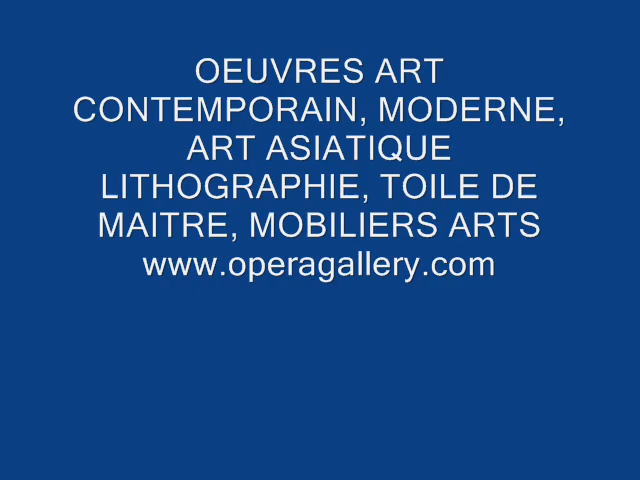 OEUVRES ART
CONTEMPORAIN, MODERNE,
ART ASIATIQUE
LITHOGRAPHIE, TOILE DE
MAITRE, MOBILIERS ARTS
www.operagallery.com